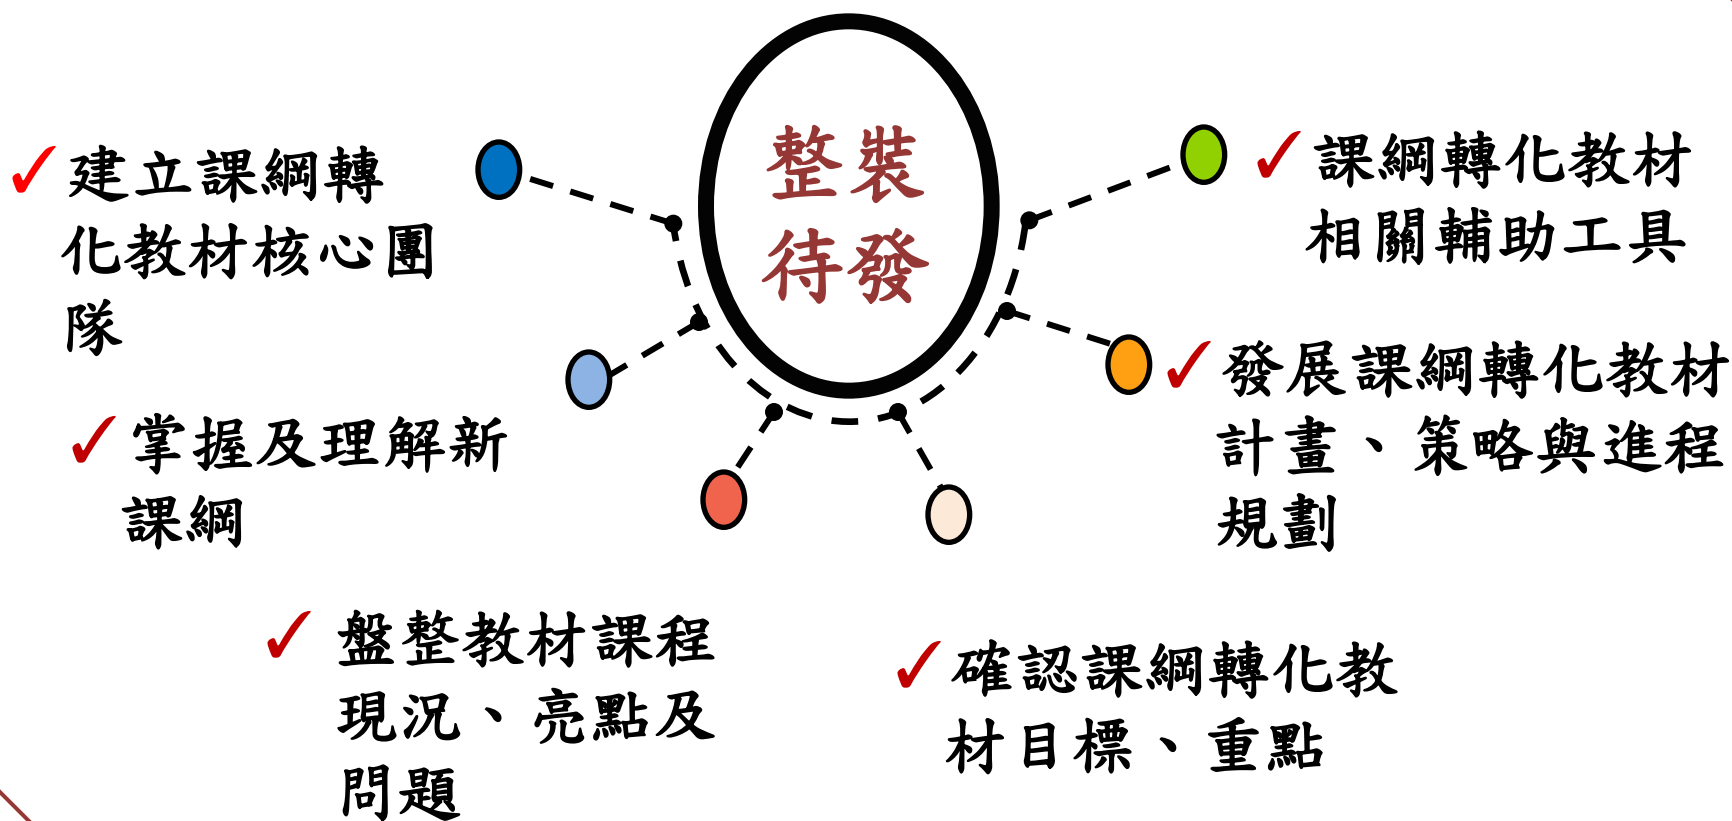 整裝
待發
建立課綱轉
化教材核心團
隊
掌握及理解新
課綱
盤整教材課程
現況、亮點及
問題
確認課綱轉化教
材目標、重點
發展課綱轉化教材
計畫、策略與進程
規劃
課綱轉化教材
相關輔助工具